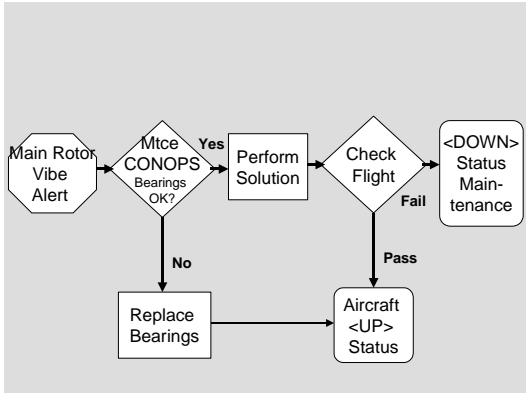 Main Rotor
Vibe
Alert
Mtce
CONOPS
Bearings
OK?
Yes
Perform
Solution
Check
Flight
Fail
<DOWN>
Status
Main-
tenance
No
Pass
Replace
Bearings
Aircraft
<UP>
Status